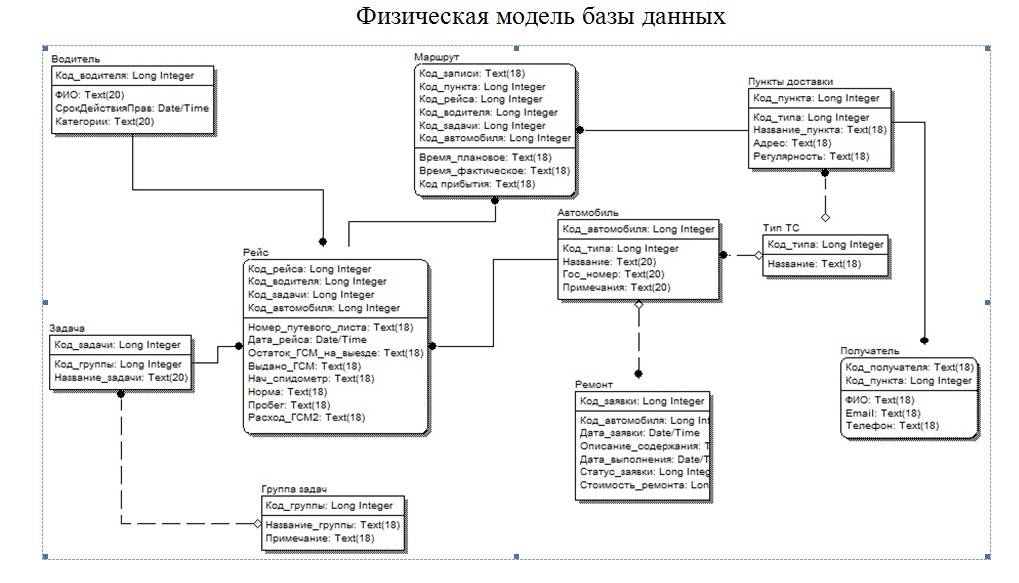 Физическая модель базы данных
Водитель
Код_водителя: Long Integer
ФИО: Text(20)
СрокДействияПрав: Date/Time
Категории: Text(20)
Маршрут
Код_записи: Text(18)
Код_пункта: Long Integer
Код_рейса: Long Integer
Код_водителя: Long Integer
Код_задачи: Long Integer
Код_автомобиля: Long Integer
Время_плановое: Text(18)
Время_фактическое: Text(18)
Код прибытия: Text(18)
Пункты доставки
Код_пункта: Long Integer
Код_типа: Long Integer
Название_пункта: Text(18)
Адрес: Text(18)
Регулярность: Text(18)
Автомобиль
Код_автомобиля: Long Integer
Код_типа: Long Integer
Название: Text(20)
Гос_номер: Text(20)
Примечания: Text(20)
Тип ТС
Код_типа: Long Integer
Название: Text(18)
Рейс
Код_рейса: Long Integer
Код_водителя: Long Integer
Код_задачи: Long Integer
Код_автомобиля: Long Integer
Номер_путевого_листа: Text(18)
Дата_рейса: Date/Time
Остаток_ГСМ_на_выезде: Text(18)
Выдано_ГСМ: Text(18)
Нач_спидометр: Text(18)
Норма: Text(18)
Пробег: Text(18)
Расход_ГСМ2: Text(18)
Задача
Код_задачи: Long Integer
Код_группы: Long Integer
Название_задачи: Text(20)
Получатель
Код_получателя: Text(18)
Код_пункта: Long Integer
ФИО: Text(18)
Email: Text(18)
Телефон: Text(18)
Ремонт
Код_заявки: Long Integer
Код_автомобиля: Long Int
Дата_заявки: Date/Time
Описание_содержания: T
Дата_выполнения: Date/T
Статус_заявки: Long Integ
Стоимость_ремонта: Lon
Группа задач
Код_группы: Long Integer
Название_группы: Text(18)
Примечание: Text(18)